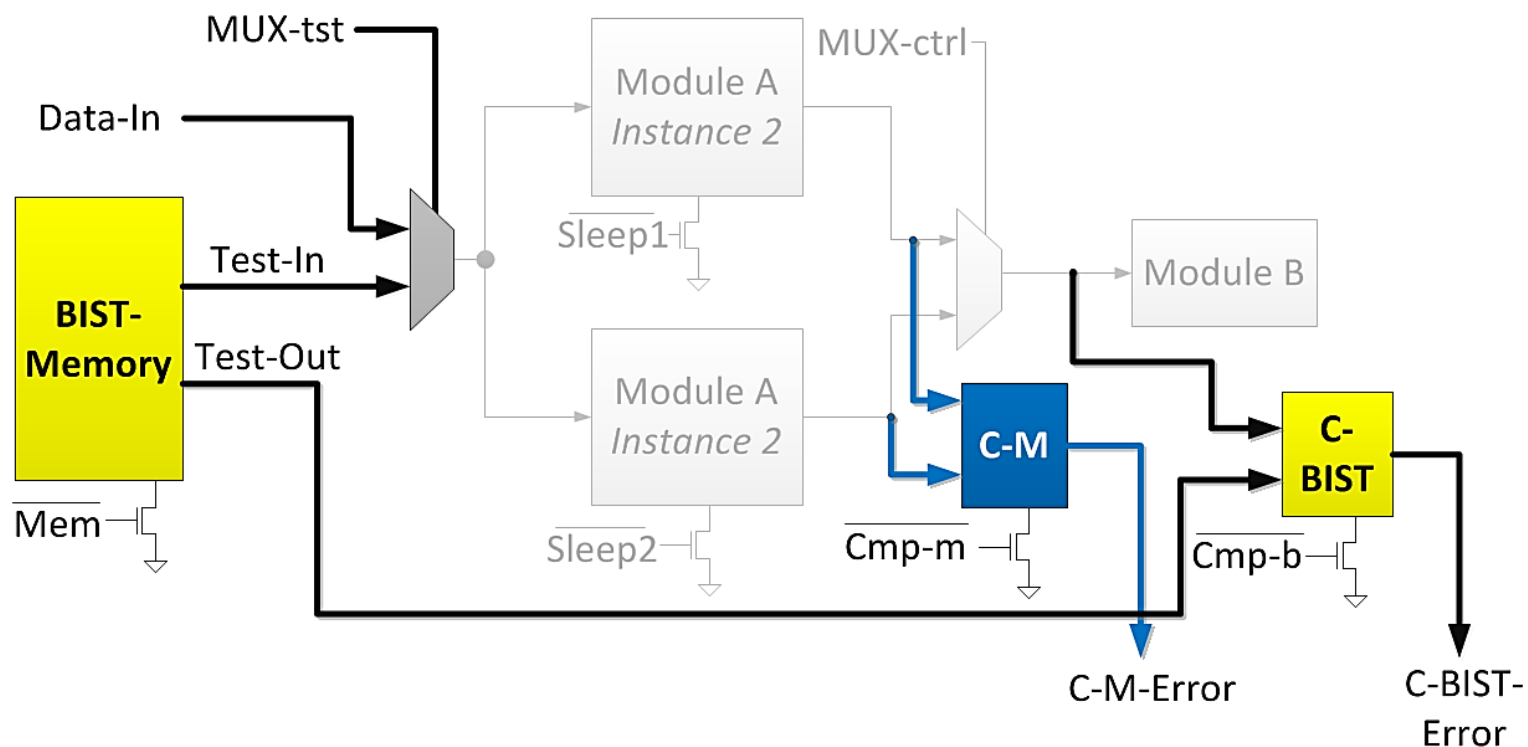 MUX-tst
MUX-ctrl
Data-In
Module A
Instance 2
Sleep1
Test-In
BIST-
Memory
Test-Out
Module B
Module A
Instance 2
C-M
C-
BIST
Mem
Sleep2
Cmp-m
Cmp-b
C-M-Error
C-BIST-
Error